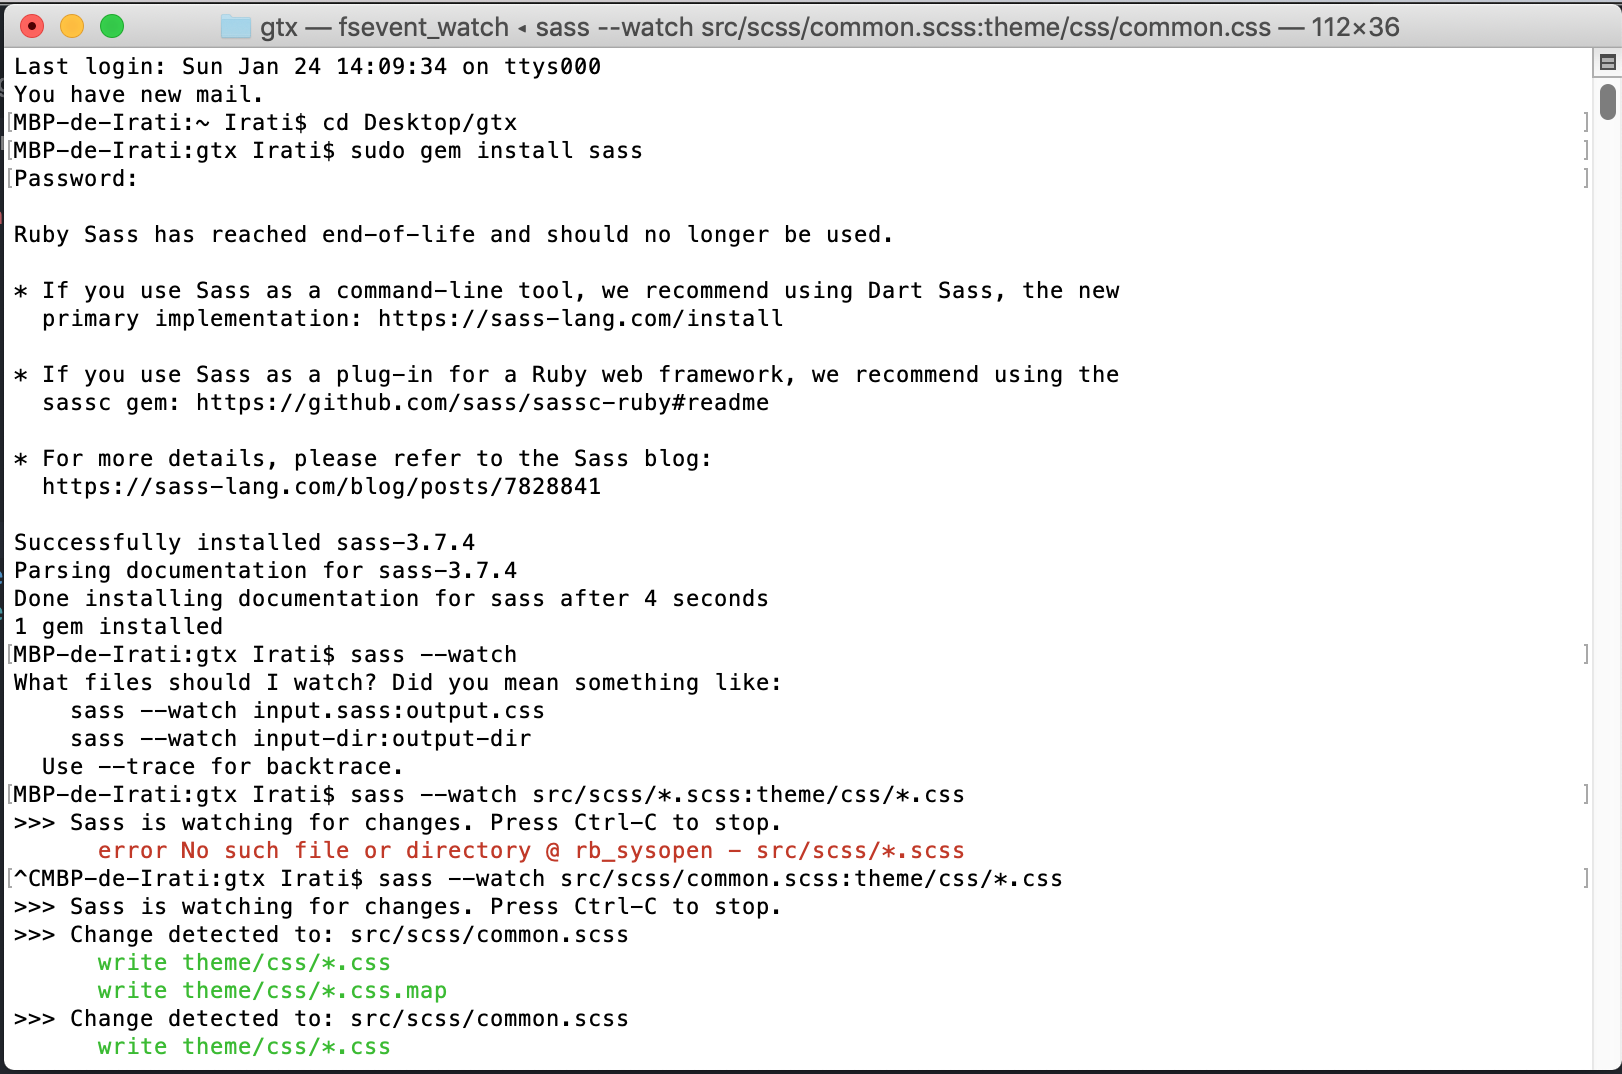 gtx — fsevent_watch ◂ sass --watch src/scss/common.scss:theme/css/common.css — 112×36
Last login: Sun Jan 24 14:09:34 on ttys000
You have new mail.
[MBP-de-Irati:~ Irati$ cd Desktop/gtx ]
[MBP-de-Irati:gtx Irati$ sudo gem install sass ]
[Password: ]
Ruby Sass has reached end-of-life and should no longer be used.
* If you use Sass as a command-line tool, we recommend using Dart Sass, the new
primary implementation: https://sass-lang.com/install
* If you use Sass as a plug-in for a Ruby web framework, we recommend using the
sassc gem: https://github.com/sass/sassc-ruby#readme
* For more details, please refer to the Sass blog:
https://sass-lang.com/blog/posts/7828841
Successfully installed sass-3.7.4
Parsing documentation for sass-3.7.4
Done installing documentation for sass after 4 seconds
1 gem installed
[MBP-de-Irati:gtx Irati$ sass --watch ]
What files should I watch? Did you mean something like:
sass --watch input.sass:output.css
sass --watch input-dir:output-dir
Use --trace for backtrace.
[MBP-de-Irati:gtx Irati$ sass --watch src/scss/*.scss:theme/css/*.css ]
>>> Sass is watching for changes. Press Ctrl-C to stop.
error No such file or directory @ rb_sysopen - src/scss/*.scss
[^CMBP-de-Irati:gtx Irati$ sass --watch src/scss/common.scss:theme/css/*.css ]
>>> Sass is watching for changes. Press Ctrl-C to stop.
>>> Change detected to: src/scss/common.scss
write theme/css/*.css
write theme/css/*.css.map
>>> Change detected to: src/scss/common.scss
write theme/css/*.css